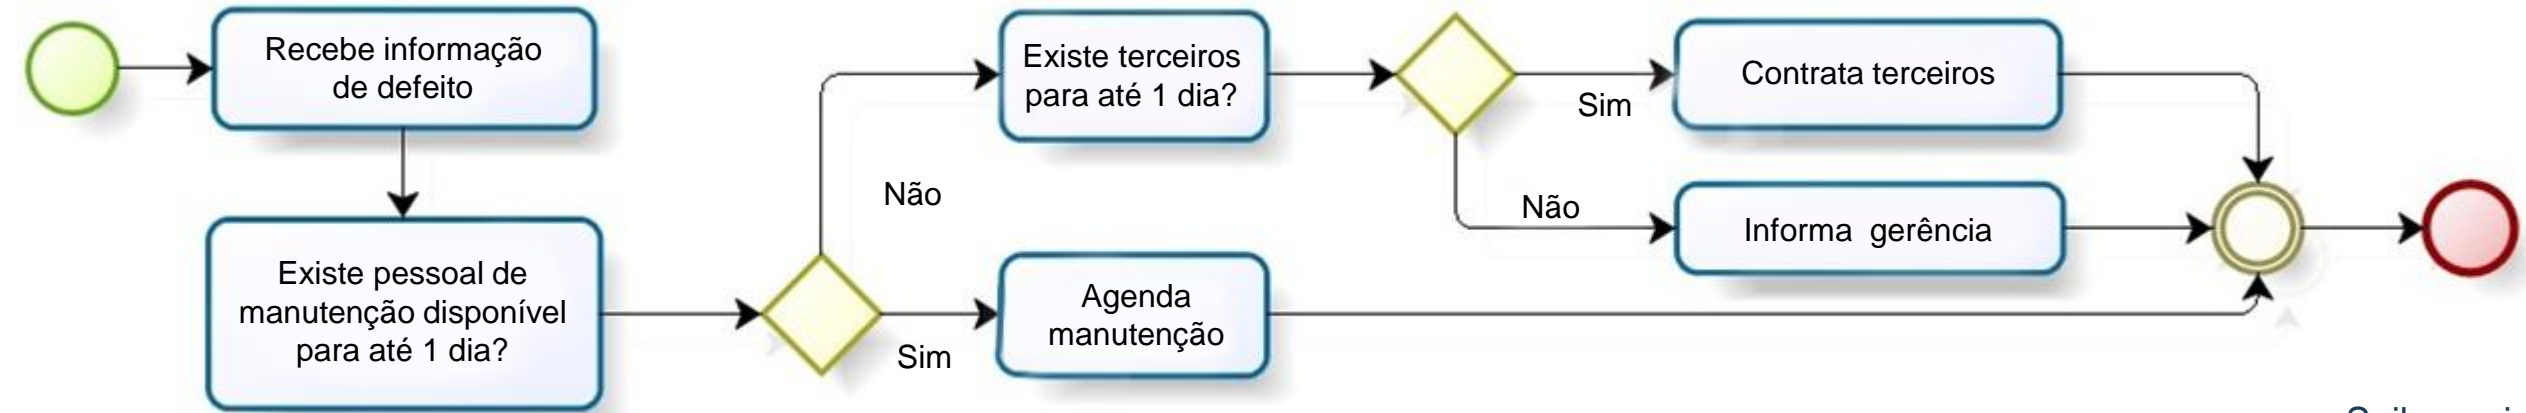 Recebe informação
de defeito
Existe pessoal de
manutenção disponível
para até 1 dia?
Não
Sim
Existe terceiros
para até 1 dia?
Agenda
manutenção
Sim
Não
Contrata terceiros
Informa gerência